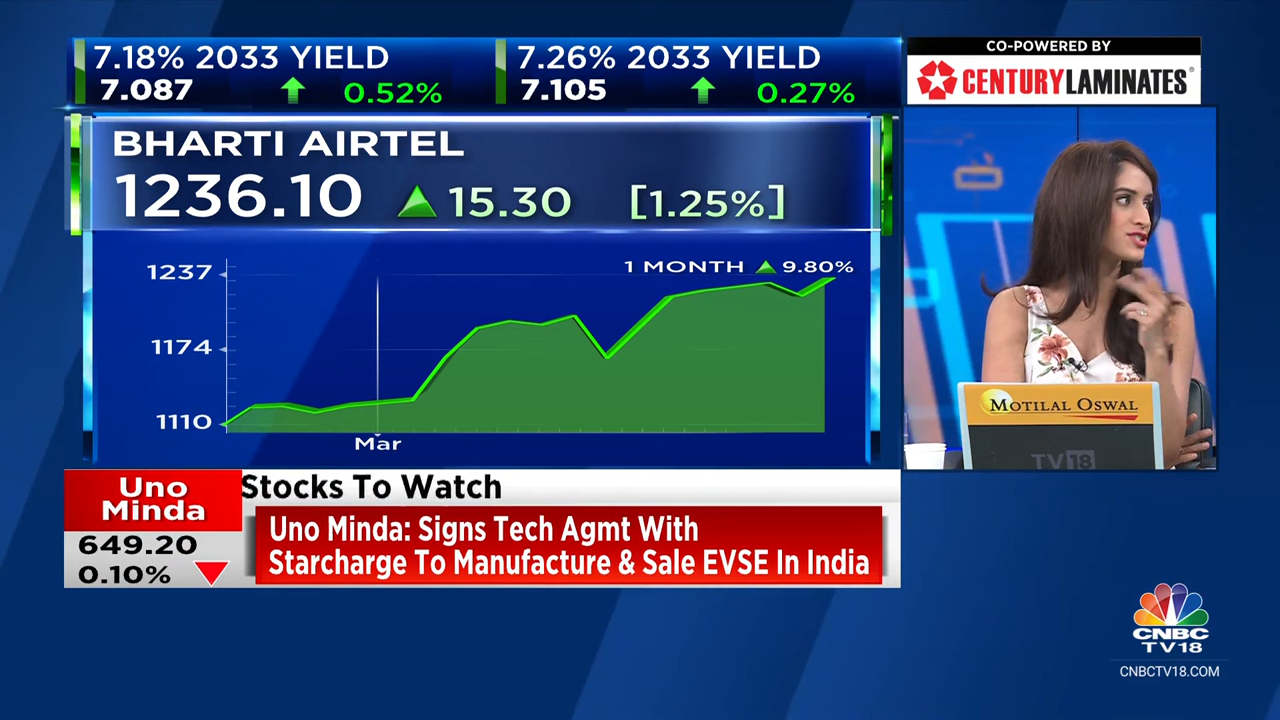 7.18% 2033 YIELD
7.087 0.52%
7.26% 2033 YIELD
7.105 0.27%
CO-POWERED BY
CENTURYLAMINATES®
BHARTI AIRTEL
1236.10 15.30 [1.25%]
1 MONTH 9.80%
1237
1174
1110
Mar
MOTILAL OSWAL
TV18
Uno
Minda
649.20
0.10%
Stocks To Watch
Uno Minda: Signs Tech Agmt With
Starcharge To Manufacture & Sale EVSE In India
CNBC
TV18
CNBCTV18.COM